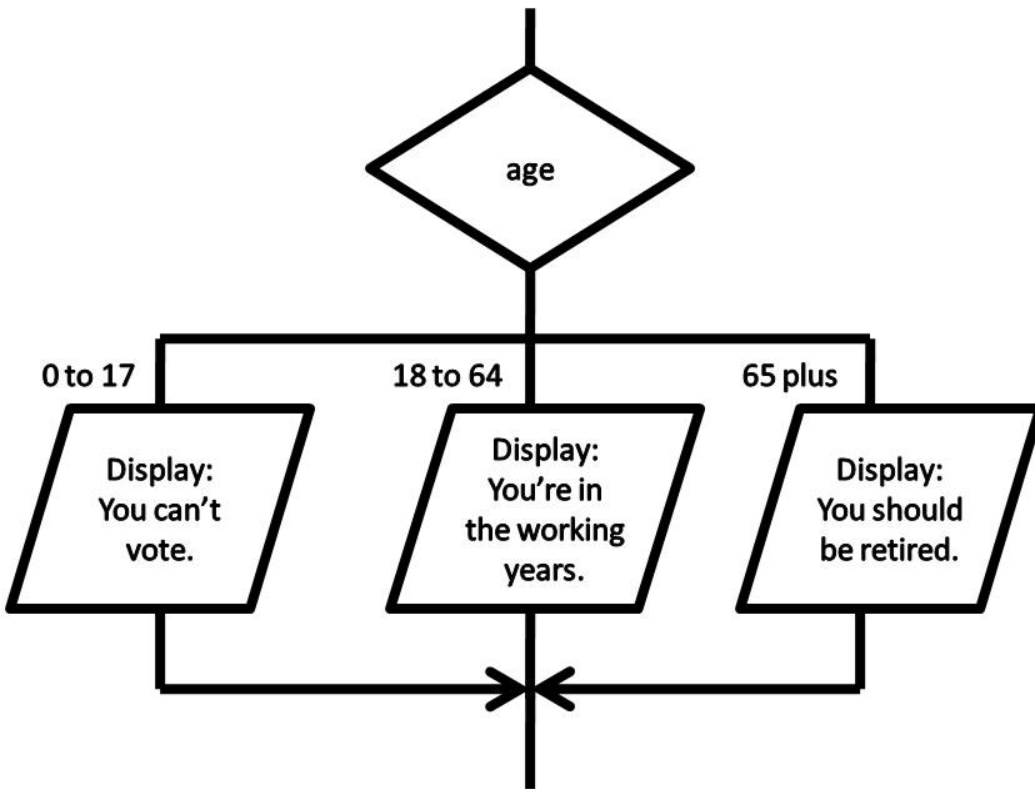 age
0 to 17
18 to 64
65 plus
Display:
You can’t
vote.
Display:
You’re in
the working
years.
Display:
You should
be retired.